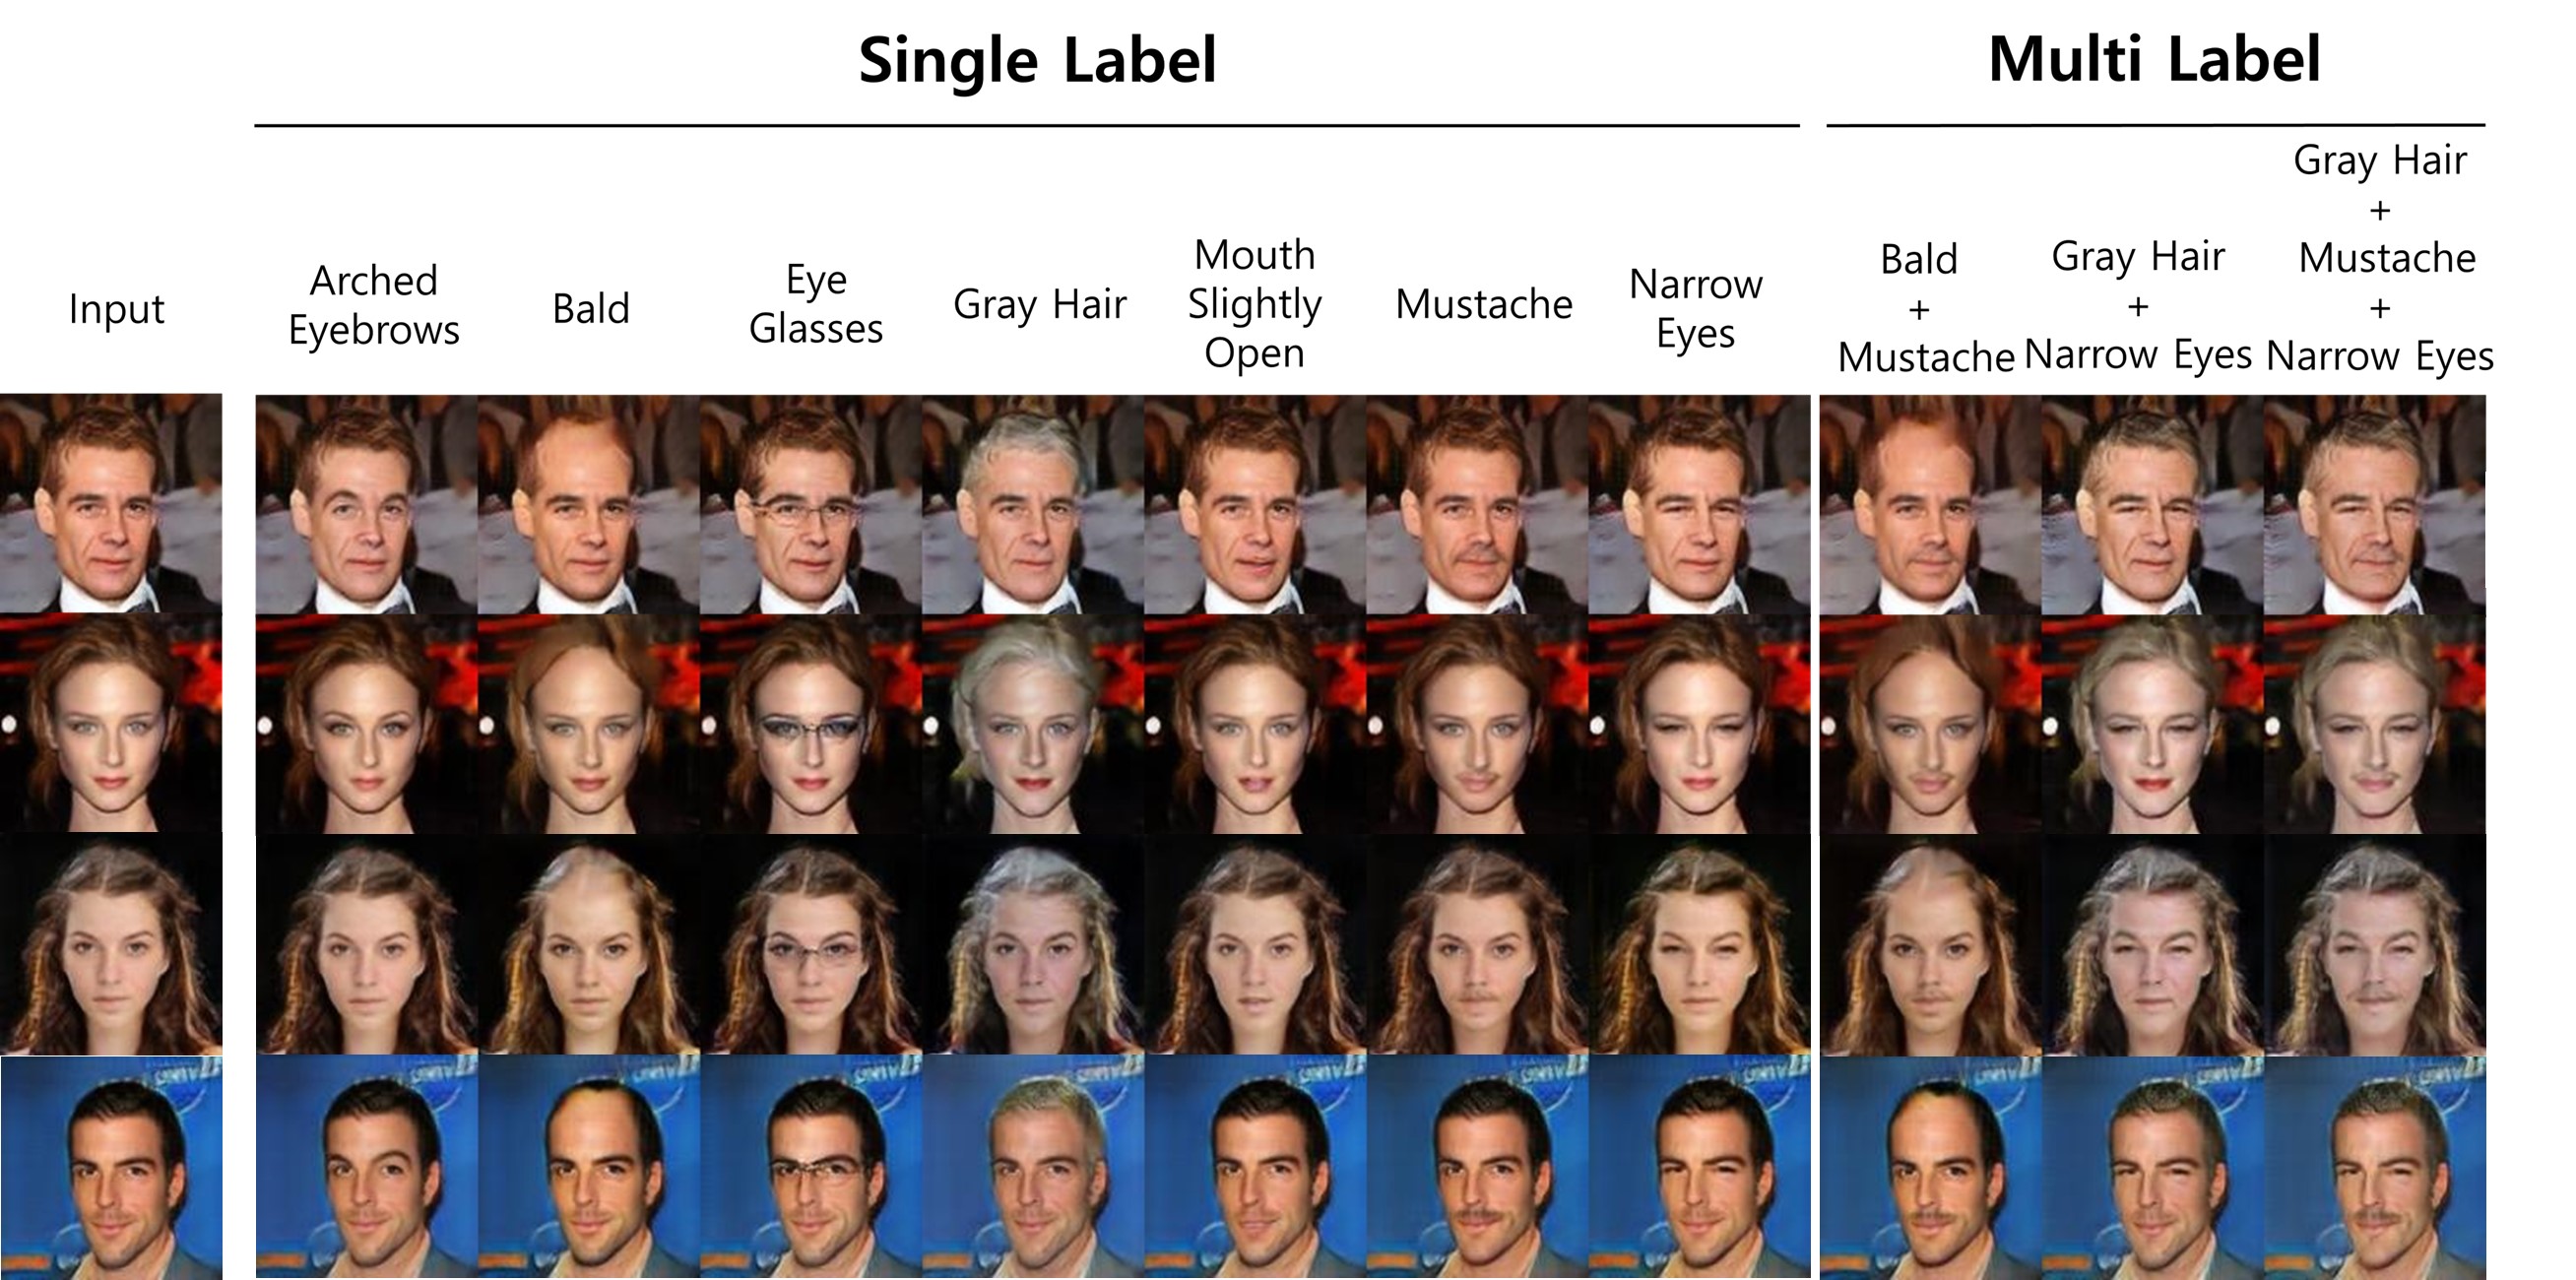 Single Label
Multi Label
Input
Arched
Eyebrows
Bald
Eye
Glasses
Gray Hair
Mouth
Slightly
Open
Mustache
Narrow
Eyes
Bald
+
Mustache
Gray Hair
+
Narrow Eyes
Gray Hair
+
Mustache
+
Narrow Eyes